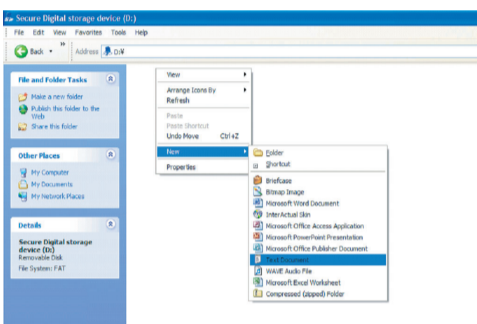 Secure Digital storage device (D:)
File Edit View Favorites Tools Help
Back » Address D:¥
File and Folder Tasks
Make a new folder
Publish this folder to the
Web
Share this folder
Other Places
My Computer
My Documents
My Network Places
Details
Secure Digital storage
device (D:)
Removable Disk
File System: FAT
View
Arrange Icons By
Refresh
Paste
Paste Shortcut
Undo Move Ctrl+Z
New
Properties
Folder
Shortcut
Briefcase
Bitmap Image
Microsoft Word Document
InterActual Skin
Microsoft Office Access Application
Microsoft PowerPoint Presentation
Microsoft Office Publisher Document
Text Document
WAVE Audio File
Microsoft Excel Worksheet
Compressed (zipped) Folder